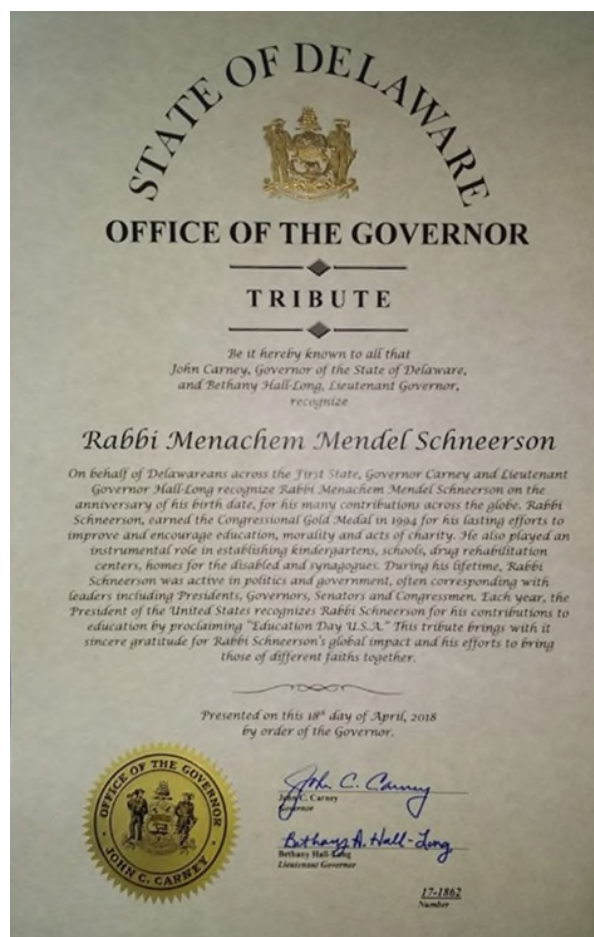 STATE OF DELAWARE
OFFICE OF THE GOVERNOR
TRIBUTE
Be it hereby known to all that
John Carney, Governor of the State of Delaware,
and Bethany Hall-Long, Lieutenant Governor,
recognize
Rabbi Menachem Mendel Schneerson
On behalf of Delawareans across the First State, Governor Carney and Lieutenant
Governor Hall-Long recognize Rabbi Menachem Mendel Schneerson on the
anniversary of his birth date, for his many contributions across the globe. Rabbi
Schneerson, earned the Congressional Gold Medal in 1994 for his lasting efforts to
improve and encourage education, morality and acts of charity. He also played an
instrumental role in establishing kindergartens, schools, drug rehabilitation
centers, homes for the disabled and synagogues. During his lifetime, Rabbi
Schneerson was active in politics and government, often corresponding with
leaders including Presidents, Governors, Senators and Congressmen. Each year, the
President of the United States recognizes Rabbi Schneerson for his contributions to
education by proclaiming "Education Day U.S.A." This tribute brings with it
sincere gratitude for Rabbi Schneerson's global impact and his efforts to bring
those of different faiths together.
Presented on this 18th day of April, 2018
by order of the Governor.
OFFICE OF THE GOVERNOR
JOHN C. CARNEY
John C. Carney
John C. Carney
Governor
Bethany A. Hall-Long
Bethany Hall-Long
Lieutenant Governor
17-1862
Number